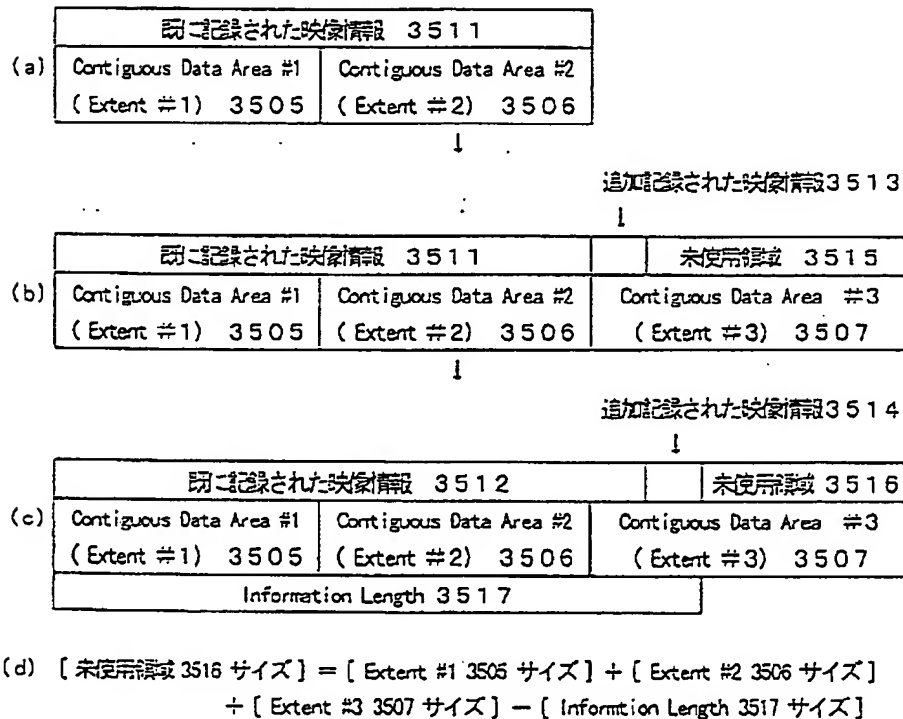 既に記録された映像情報 3511
(a)
Contiguous Data Area #1
(Extent #1) 3505
Contiguous Data Area #2
(Extent #2) 3506
↓
追加記録された映像情報3513
↓
既に記録された映像情報 3511
未使用領域 3515
(b)
Contiguous Data Area #1
(Extent #1) 3505
Contiguous Data Area #2
(Extent #2) 3506
Contiguous Data Area #3
(Extent #3) 3507
↓
追加記録された映像情報3514
↓
既に記録された映像情報 3512
未使用領域 3516
(c)
Contiguous Data Area #1
(Extent #1) 3505
Contiguous Data Area #2
(Extent #2) 3506
Contiguous Data Area #3
(Extent #3) 3507
Information Length 3517
(d) [未使用領域 3516 サイズ] = [Extent #1 3505 サイズ] + [Extent #2 3506 サイズ]
+ [Extent #3 3507 サイズ] − [Informtion Length 3517 サイズ]